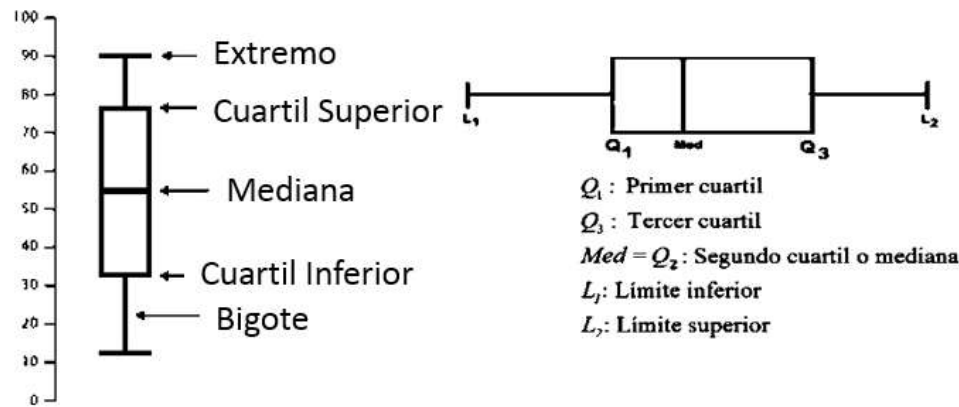 100
90
80
70
60
50
40
30
20
10
0
Extremo
Cuartil Superior
Mediana
Cuartil Inferior
Bigote
L₁
Q₁
Med
Q₃
L₂
Q₁ : Primer cuartil
Q₃ : Tercer cuartil
Med = Q₂ : Segundo cuartil o mediana
L₁: Límite inferior
L₂: Límite superior